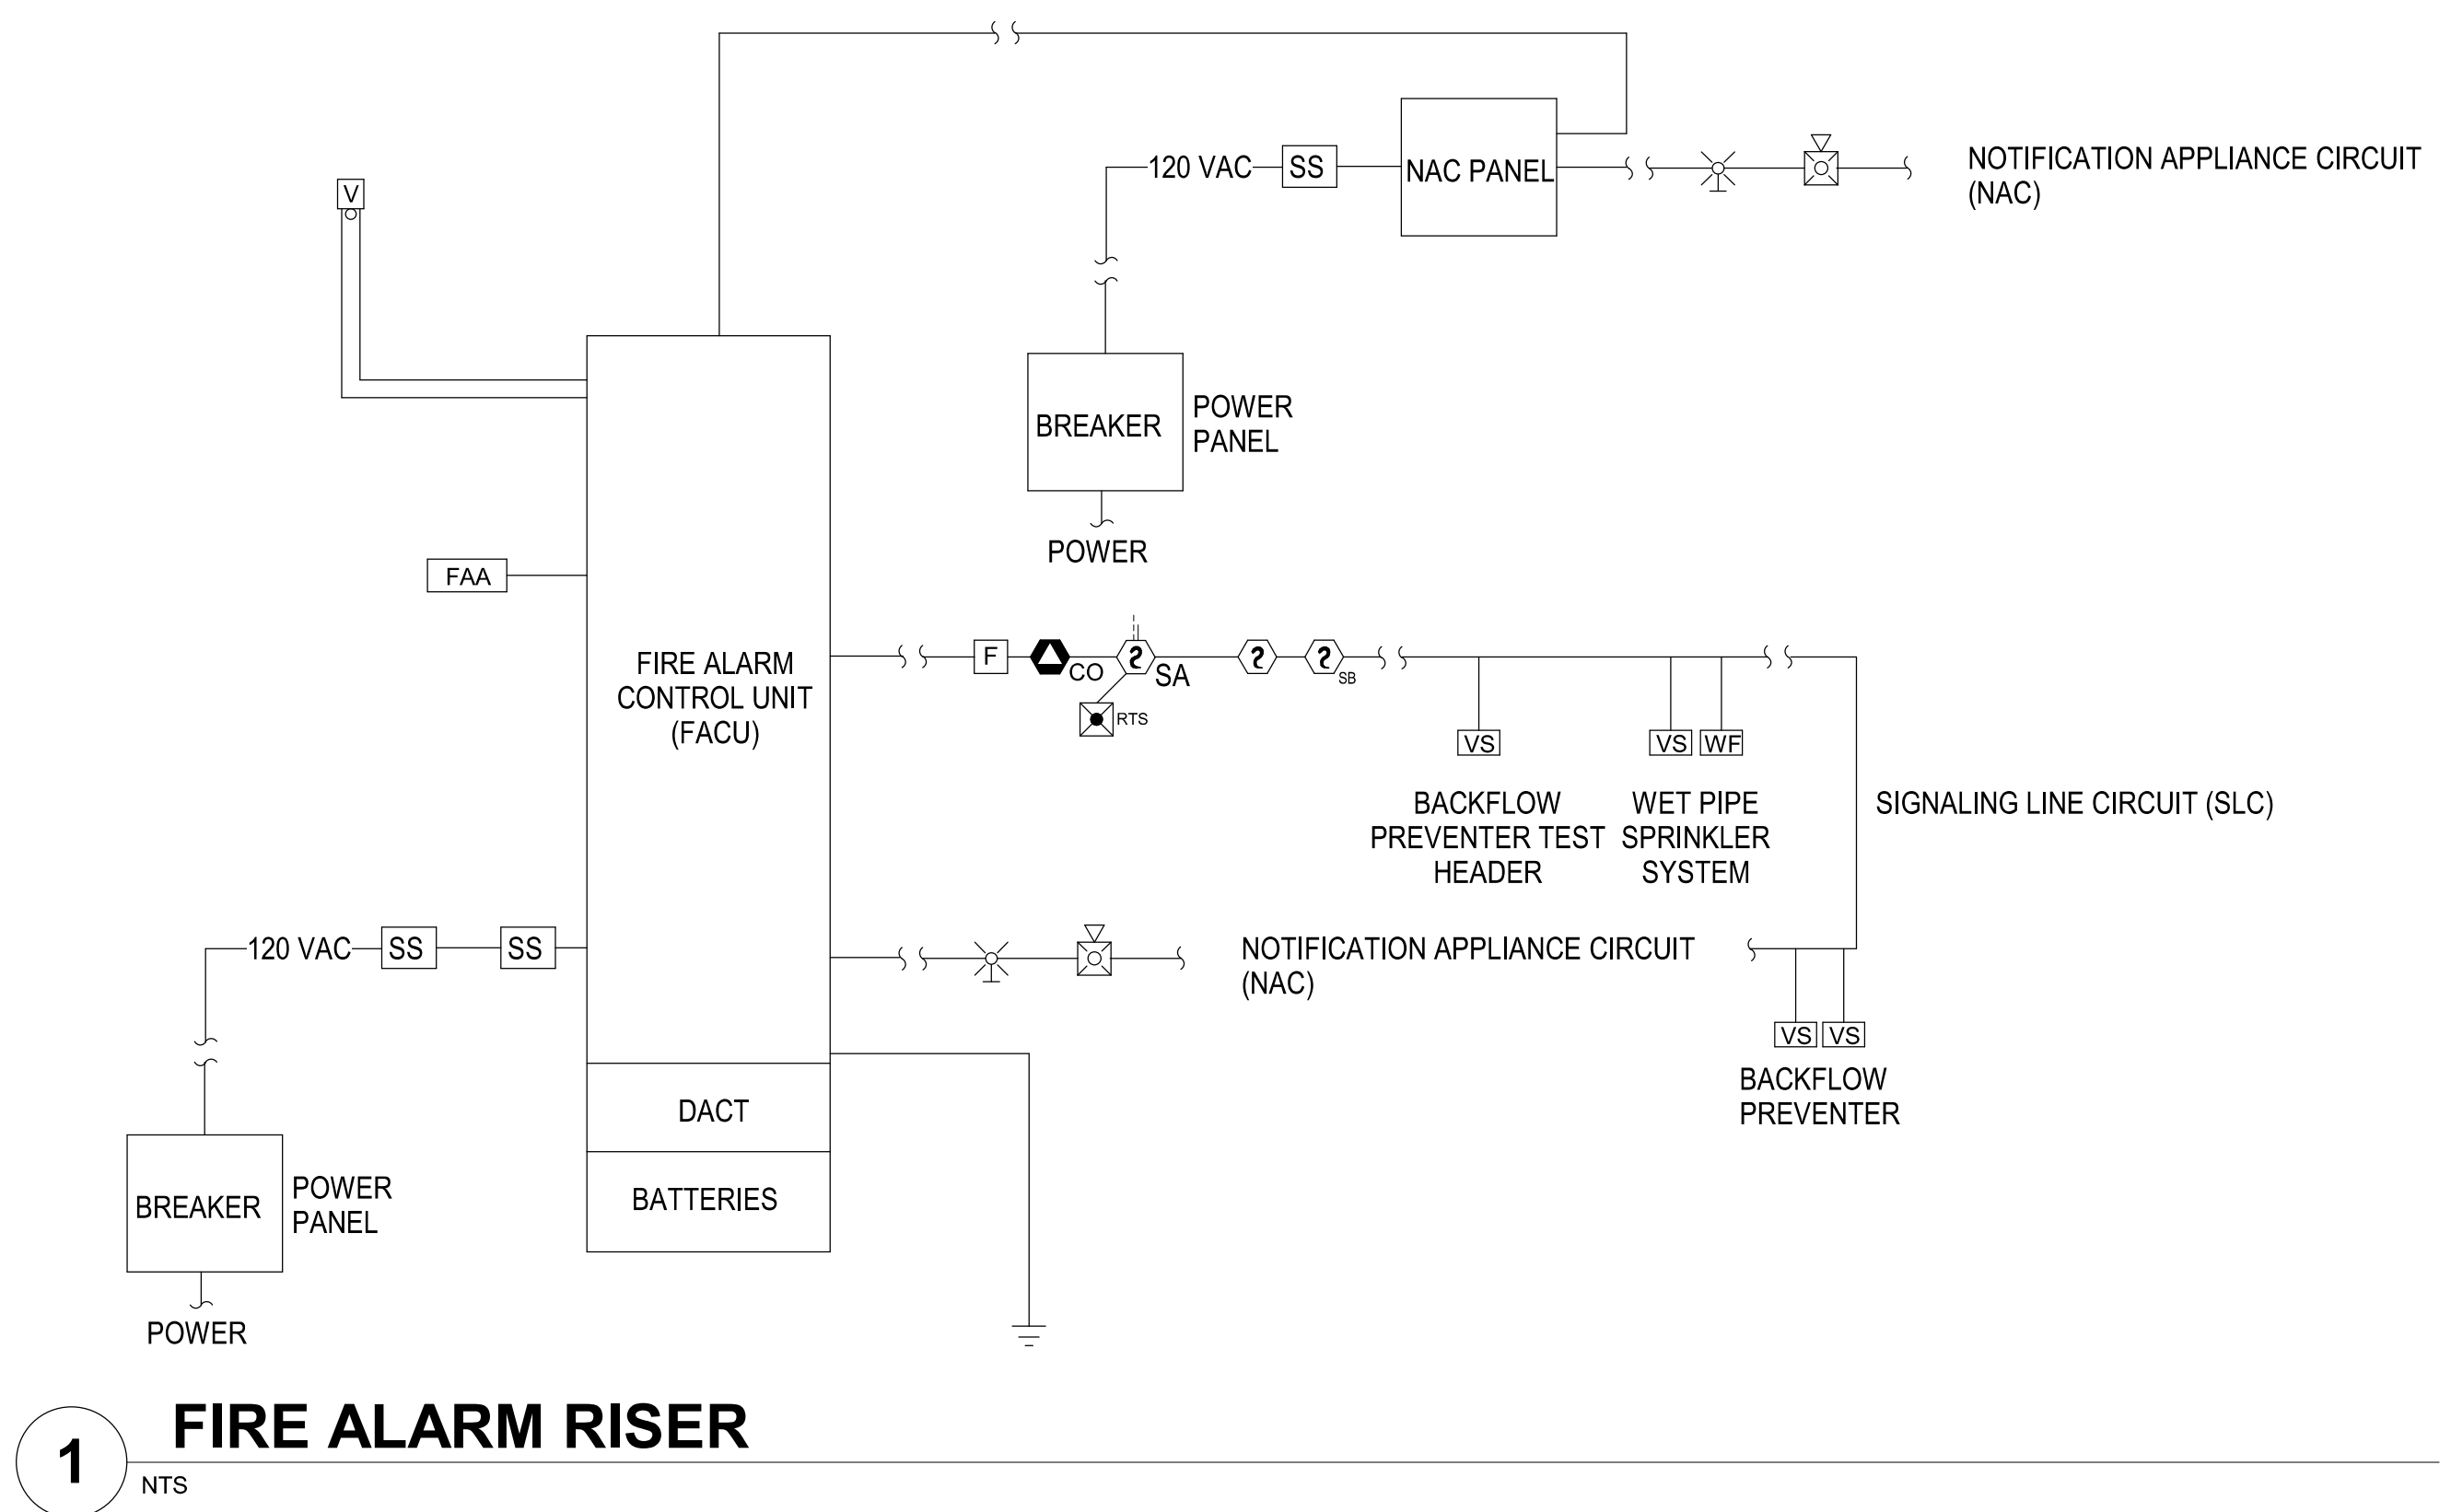 NOTIFICATION APPLIANCE CIRCUIT
(NAC)
120 VAC
SS
NAC PANEL
V
BREAKER
POWER
PANEL
POWER
FAA
FIRE ALARM
CONTROL UNIT
(FACU)
F
CO
SA
SB
RTS
VS
VS
WF
BACKFLOW
PREVENTER TEST
HEADER
WET PIPE
SPRINKLER
SYSTEM
SIGNALING LINE CIRCUIT (SLC)
120 VAC
SS
SS
NOTIFICATION APPLIANCE CIRCUIT
(NAC)
VS
VS
BACKFLOW
PREVENTER
DACT
BATTERIES
BREAKER
POWER
PANEL
POWER
1
FIRE ALARM RISER
NTS